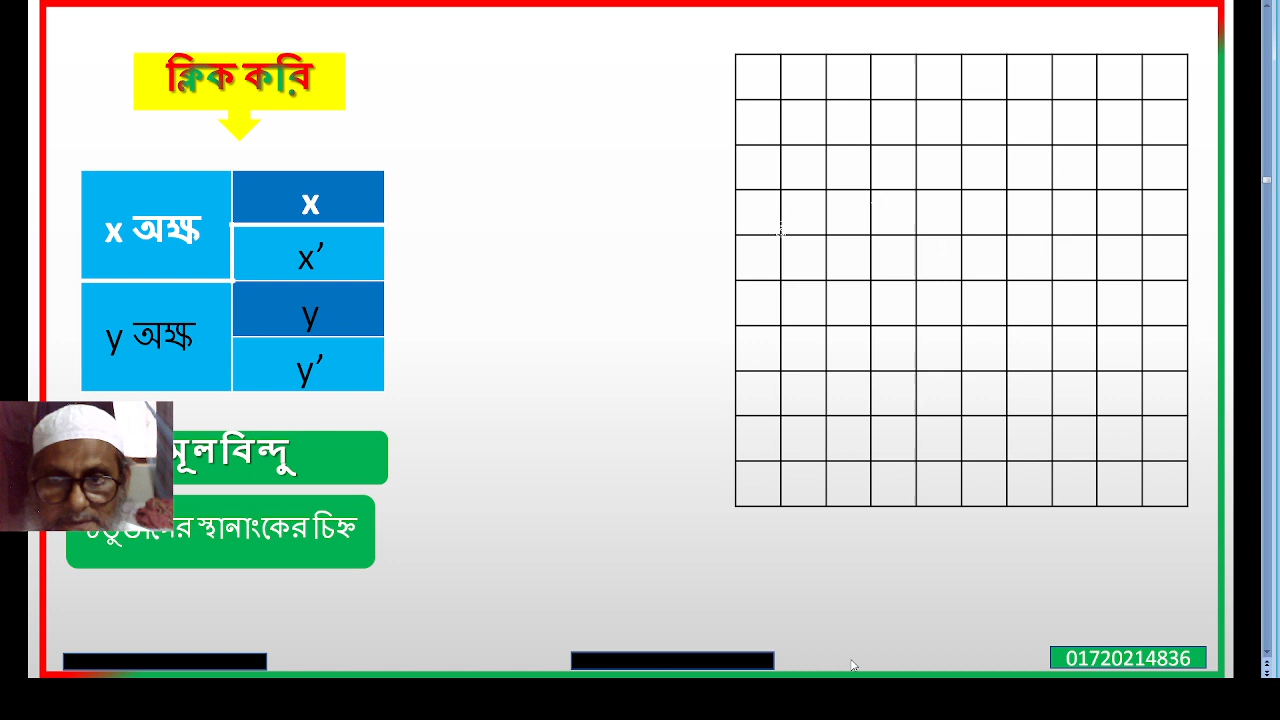 ক্লিক করি
x অক্ষ
x
x’
y অক্ষ
y
y’
মূলবিন্দু
স্থানাংকের চিহ্ন
01720214836